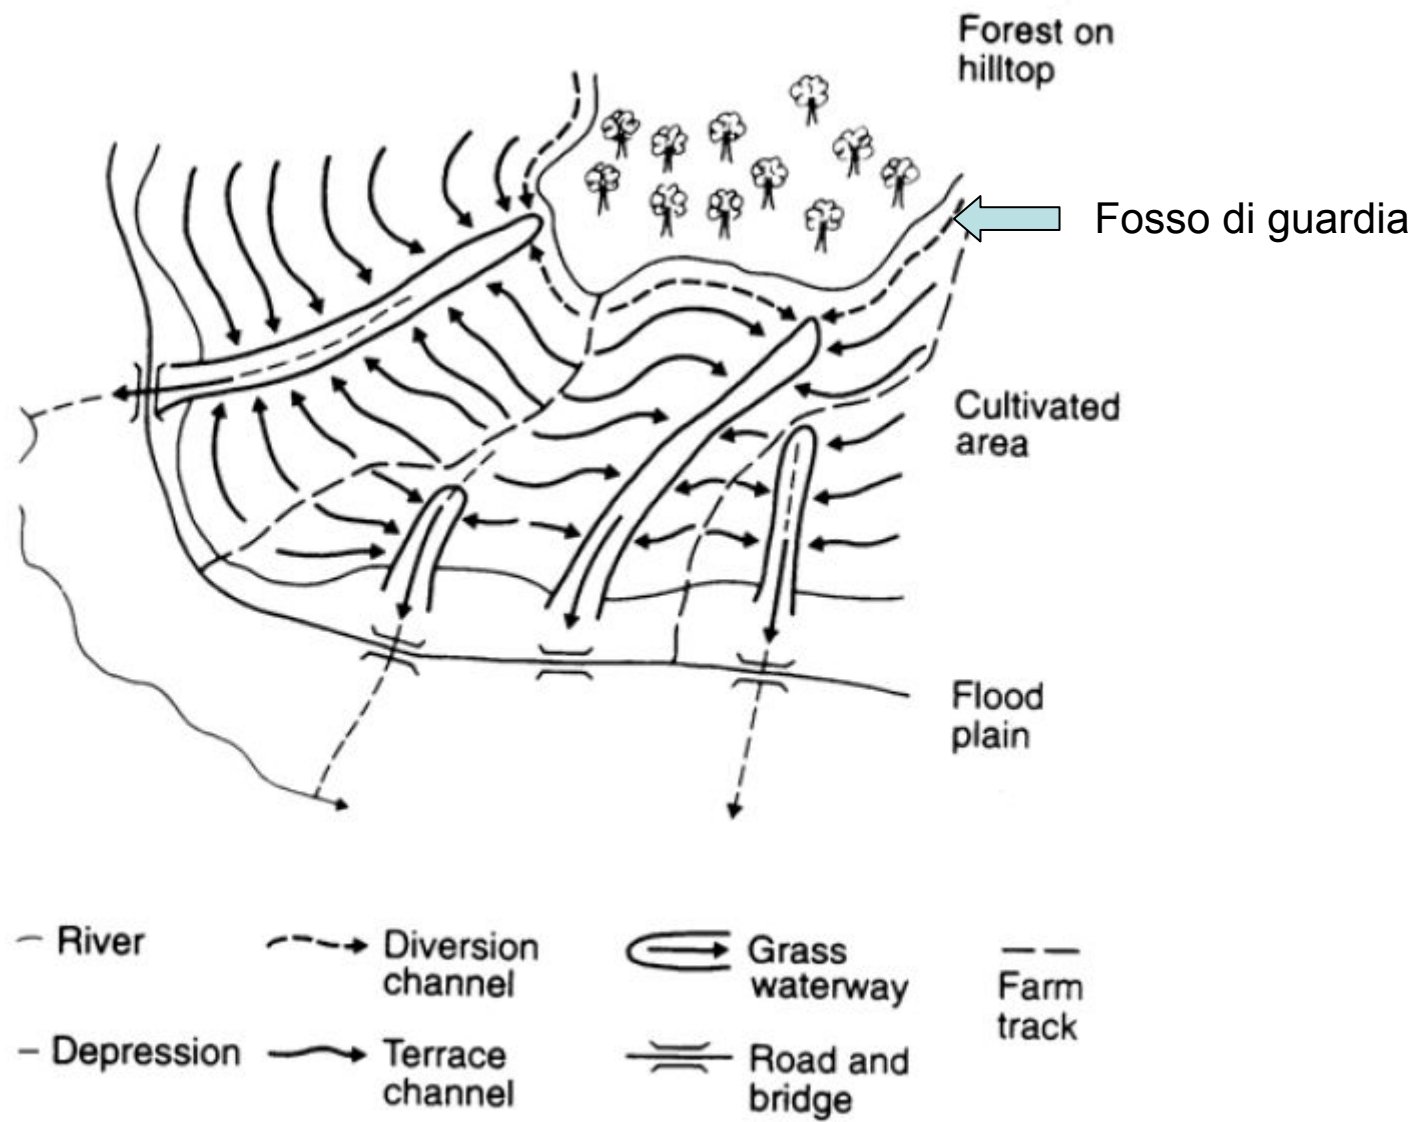 Forest on
hilltop
Fosso di guardia
Cultivated
area
Flood
plain
River
Diversion
channel
Grass
waterway
Farm
track
Depression
Terrace
channel
Road and
bridge